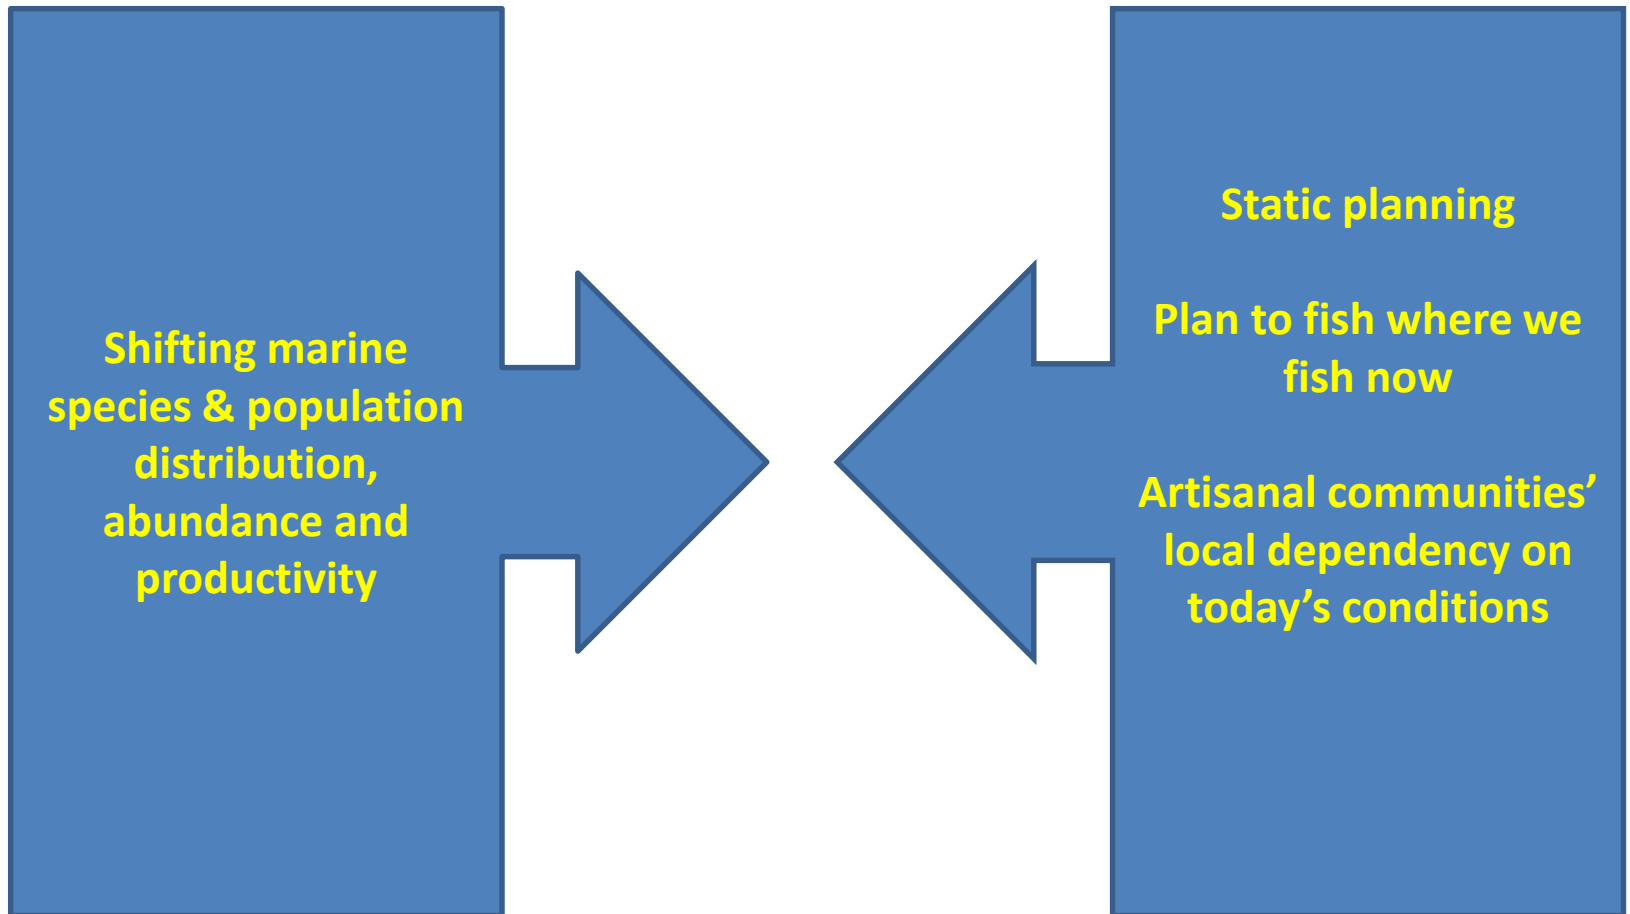 Shifting marine
species & population
distribution,
abundance and
productivity
Static planning
Plan to fish where we
fish now
Artisanal communities’
local dependency on
today’s conditions